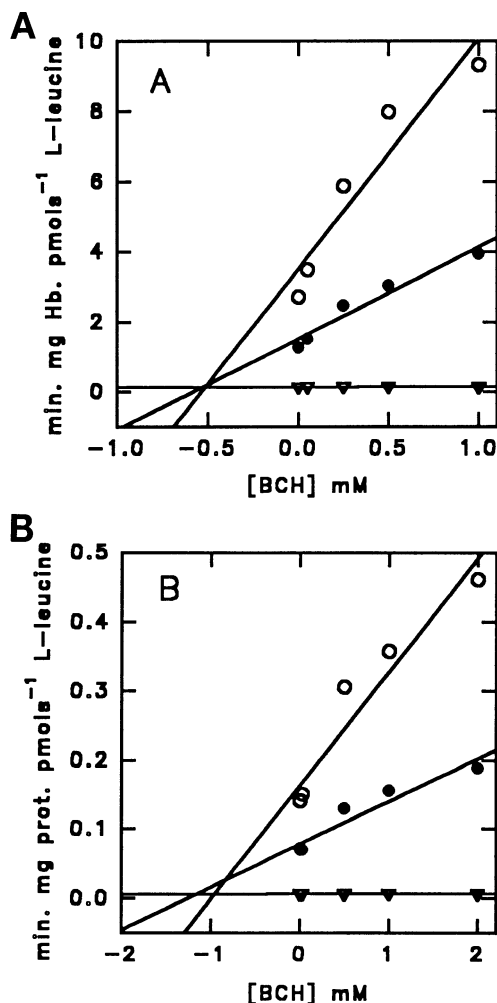 A
A
min. mg Hb. pmols⁻¹ L-leucine
10
8
6
4
2
0
-1.0 -0.5 0.0 0.5 1.0
[BCH] mM
B
B
min. mg prot. pmols⁻¹ L-leucine
0.5
0.4
0.3
0.2
0.1
0.0
-2 -1 0 1 2
[BCH] mM